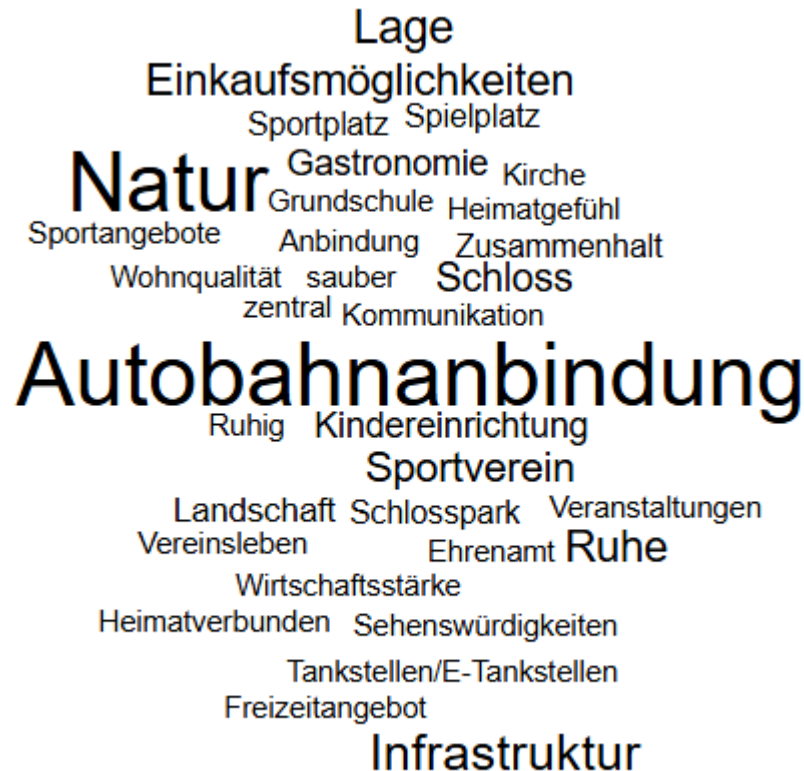 Lage
Einkaufsmöglichkeiten
Sportplatz Spielplatz
Natur Gastronomie Kirche
Grundschule Heimatgefühl
Sportangebote Anbindung Zusammenhalt
Wohnqualität sauber Schloss
zentral Kommunikation
Autobahnanbindung
Ruhig Kindereinrichtung
Sportverein
Landschaft Schlosspark Veranstaltungen
Vereinsleben Ehrenamt Ruhe
Wirtschaftsstärke
Heimatverbunden Sehenswürdigkeiten
Tankstellen/E-Tankstellen
Freizeitangebot
Infrastruktur